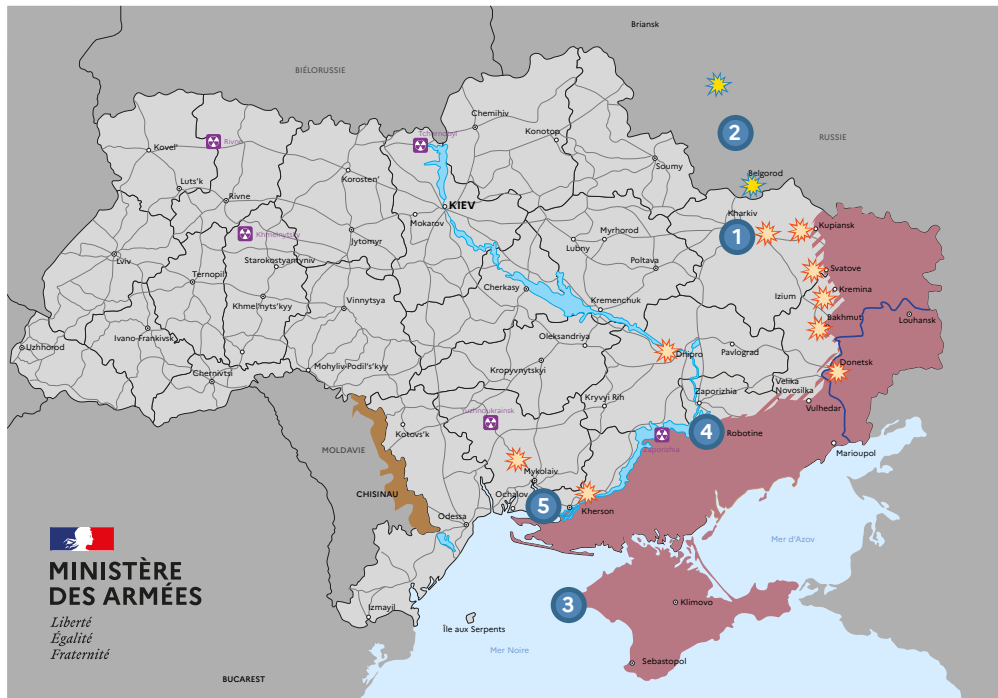 Briansk
BIÉLORUSSIE
2
RUSSIE
Chemihiv
Konotop
Tchernobyl
Rivne
Kovel'
Soumy
Belgorod
Korosten'
Luts'k
Rivne
KIEV
Kharkiv
Mokarov
Kupiansk
1
Khmelnytsky
Jytomyr
Myrhorod
Lubny
Starokostyantyniv
Lviv
Poltava
Svatove
Ternopil
Cherkasy
Kremina
Izium
Khmel'nyts'kyy
Vinnytsya
Kremenchuk
Bakhmut
Louhansk
Ivano-Frankivsk
Oleksandriya
Uzhhorod
Dnipro
Pavlograd
Donetsk
Mohyliv-Podil's'kyy
Kropyvnytskyi
Chernivtsi
Velika
Novosilka
Zaporizhia
Kryvyi Rih
Vulhedar
Yuzhnoukrainsk
Kotovs'k
4
Robotine
MOLDAVIE
Zaporizhia
Marioupol
Mykolaiv
CHISINAU
Ochakov
5
Kherson
Odessa
Mer d'Azov
MINISTÈRE
DES ARMÉES
Liberté
Égalité
Fraternité
3
Klimovo
Izmayil
Île aux Serpents
Mer Noire
Sebastopol
BUCAREST